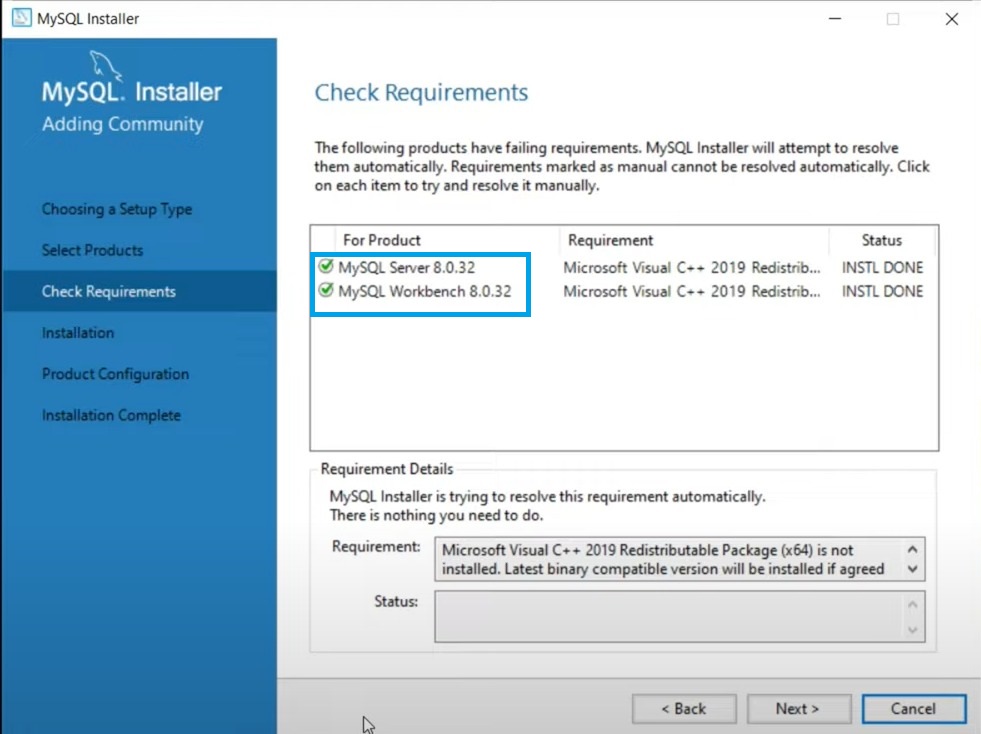 MySQL Installer
MySQL. Installer
Adding Community
Choosing a Setup Type
Select Products
Check Requirements
Installation
Product Configuration
Installation Complete
Check Requirements
The following products have failing requirements. MySQL Installer will attempt to resolve
them automatically. Requirements marked as manual cannot be resolved automatically. Click
on each item to try and resolve it manually.
For Product Requirement Status
MySQL Server 8.0.32 Microsoft Visual C++ 2019 Redistrib... INSTL DONE
MySQL Workbench 8.0.32 Microsoft Visual C++ 2019 Redistrib... INSTL DONE
Requirement Details
MySQL Installer is trying to resolve this requirement automatically.
There is nothing you need to do.
Requirement: Microsoft Visual C++ 2019 Redistributable Package (x64) is not
installed. Latest binary compatible version will be installed if agreed
Status:
< Back Next > Cancel